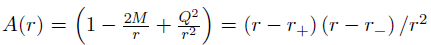 A(r) = (1 − 2M/r + Q²/r²) = (r − r₊)(r − r₋)/r²